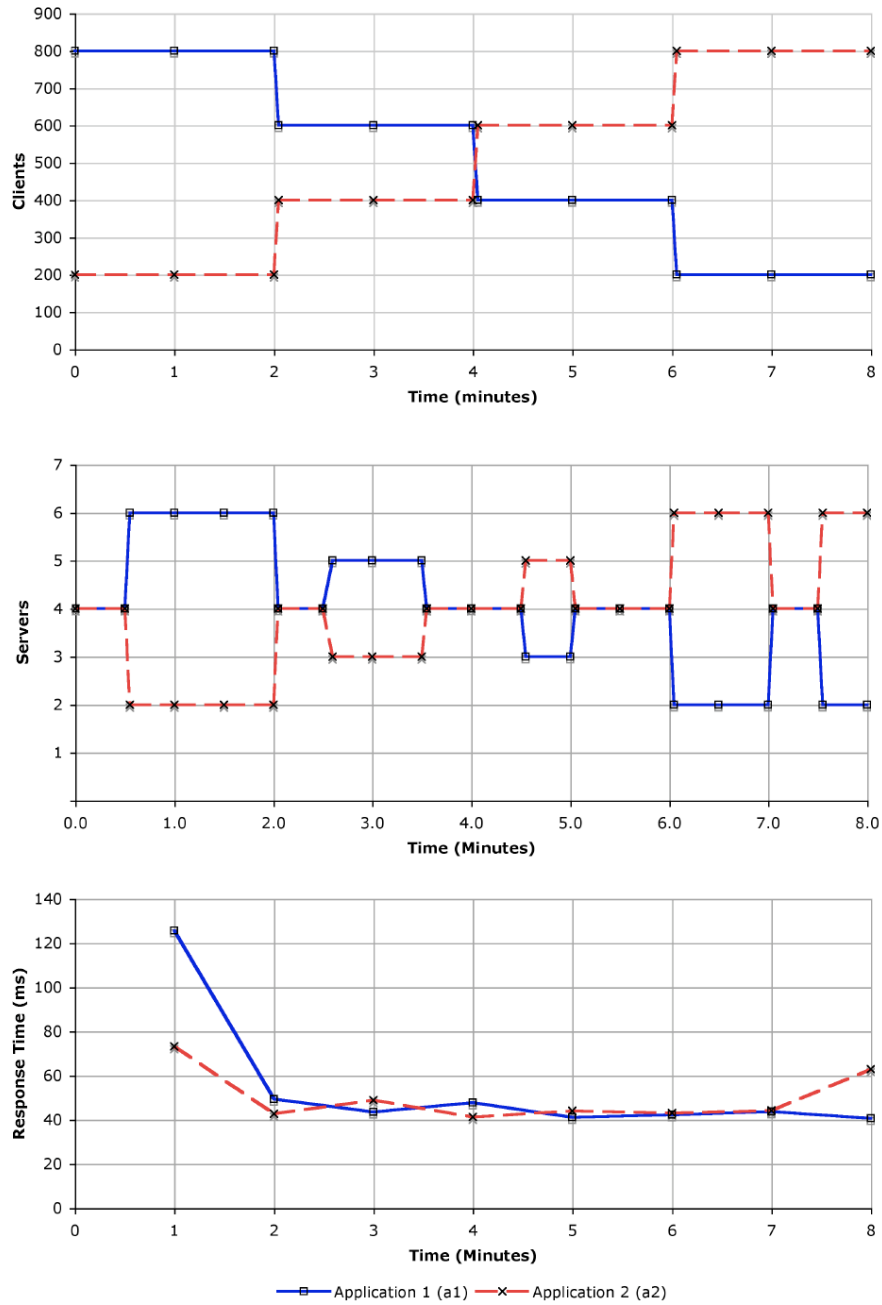 900
800
700
600
500
400
300
200
100
0
Clients
0 1 2 3 4 5 6 7 8
Time (minutes)
7
6
5
4
3
2
1
Servers
0.0 1.0 2.0 3.0 4.0 5.0 6.0 7.0 8.0
Time (Minutes)
140
120
100
80
60
40
20
0
Response Time (ms)
0 1 2 3 4 5 6 7 8
Time (Minutes)
Application 1 (a1) Application 2 (a2)